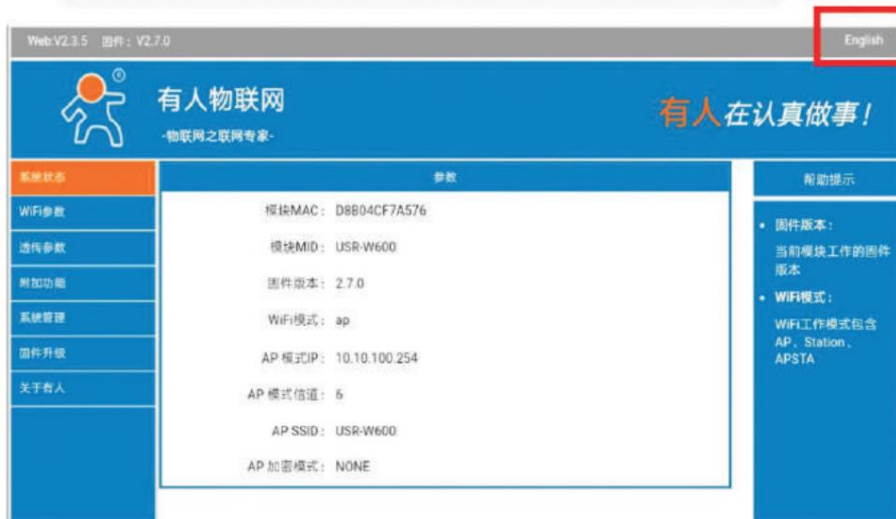 Web:V2.3.5 固件：V2.7.0
English
®
有人物联网
-物联网之联网专家-
有人在认真做事！
系统状态
WiFi参数
透传参数
附加功能
系统管理
固件升级
关于有人
参数
模块MAC： D8B04CF7A576
模块MID： USR-W600
固件版本： 2.7.0
WiFi模式： ap
AP 模式IP： 10.10.100.254
AP 模式信道： 6
AP SSID： USR-W600
AP 加密模式： NONE
帮助提示
• 固件版本：
当前模块工作的固件
版本
• WiFi模式：
WiFi工作模式包含
AP、Station、
APSTA